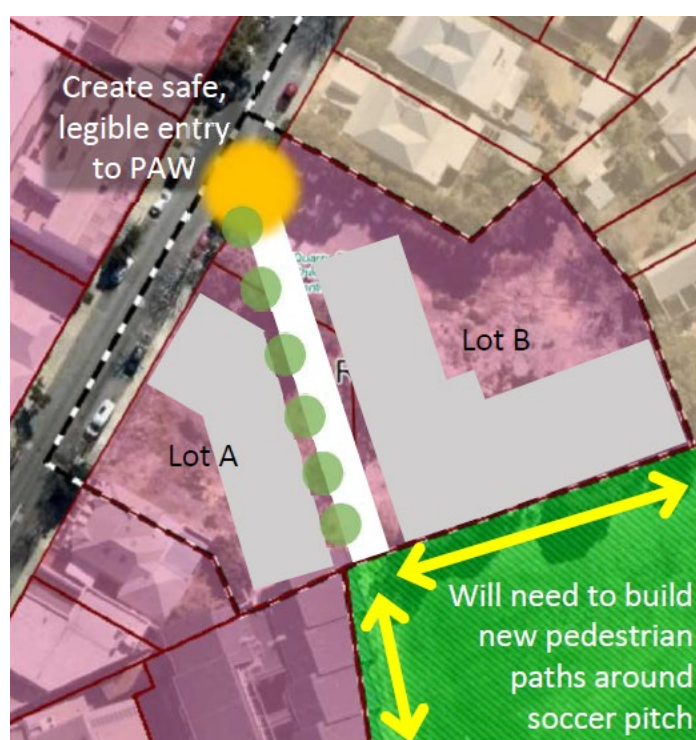 Create safe,
legible entry
to PAW
Lot B
Lot A
Will need to build
new pedestrian
paths around
soccer pitch